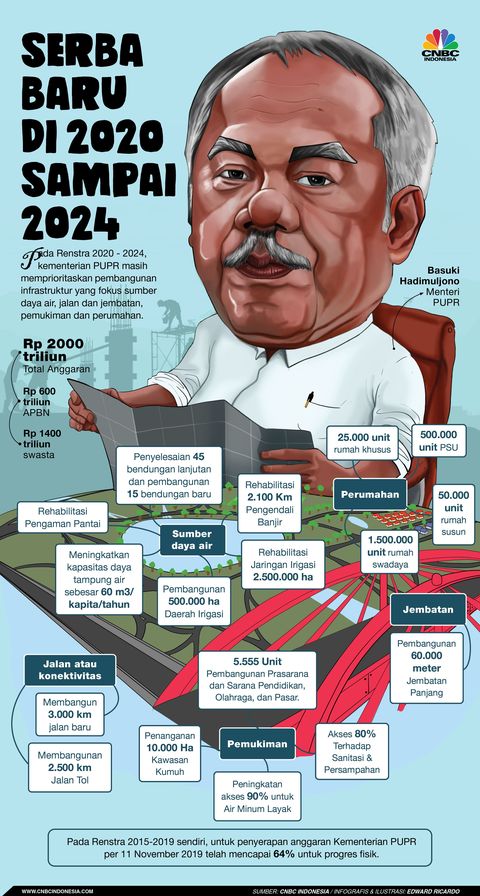 SERBA
BARU
DI 2020
SAMPAI
2024
CNBC
INDONESIA
Pada Renstra 2020 - 2024,
kementerian PUPR masih
memprioritaskan pembangunan
infrastruktur yang fokus sumber
daya air, jalan dan jembatan,
pemukiman dan perumahan.
Basuki
Hadimuljono
Menteri
PUPR
Rp 2000
triliun
Total Anggaran
Rp 600
triliun
APBN
Rp 1400
triliun
swasta
25.000 unit
rumah khusus
500.000
unit PSU
Perumahan
50.000
unit
rumah
susun
1.500.000
unit rumah
swadaya
Penyelesaian 45
bendungan lanjutan
dan pembangunan
15 bendungan baru
Rehabilitasi
2.100 Km
Pengendali
Banjir
Rehabilitasi
Pengaman Pantai
Sumber
daya air
Meningkatkan
kapasitas daya
tampung air
sebesar 60 m3/
kapita/tahun
Rehabilitasi
Jaringan Irigasi
2.500.000 ha
Pembangunan
500.000 ha
Daerah Irigasi
Jembatan
Pembangunan
60.000
meter
Jembatan
Panjang
Jalan atau
konektivitas
Membangun
3.000 km
jalan baru
Membangunan
2.500 km
Jalan Tol
5.555 Unit
Pembangunan Prasarana
dan Sarana Pendidikan,
Olahraga, dan Pasar.
Penanganan
10.000 Ha
Kawasan
Kumuh
Pemukiman
Akses 80%
Terhadap
Sanitasi &
Persampahan
Peningkatan
akses 90% untuk
Air Minum Layak
Pada Renstra 2015-2019 sendiri, untuk penyerapan anggaran Kementerian PUPR
per 11 November 2019 telah mencapai 64% untuk progres fisik.
WWW.CNBCINDONESIA.COM
SUMBER: CNBC INDONESIA / INFOGRAFIS & ILUSTRASI: EDWARD RICARDO